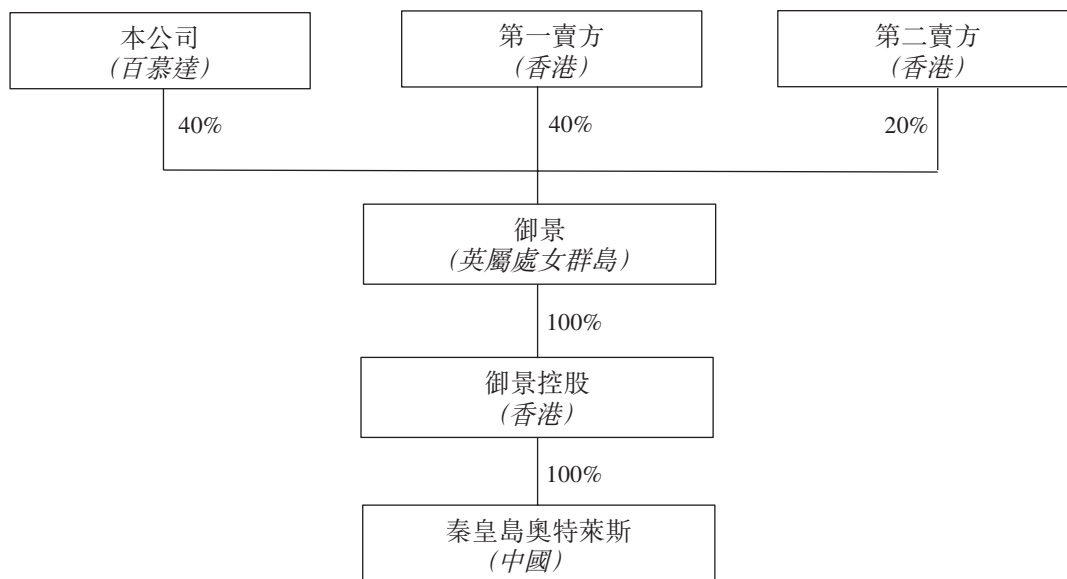 本公司
(百慕達)
第一賣方
(香港)
第二賣方
(香港)
40%
40%
20%
御景
(英屬處女群島)
100%
御景控股
(香港)
100%
秦皇島奧特萊斯
(中國)